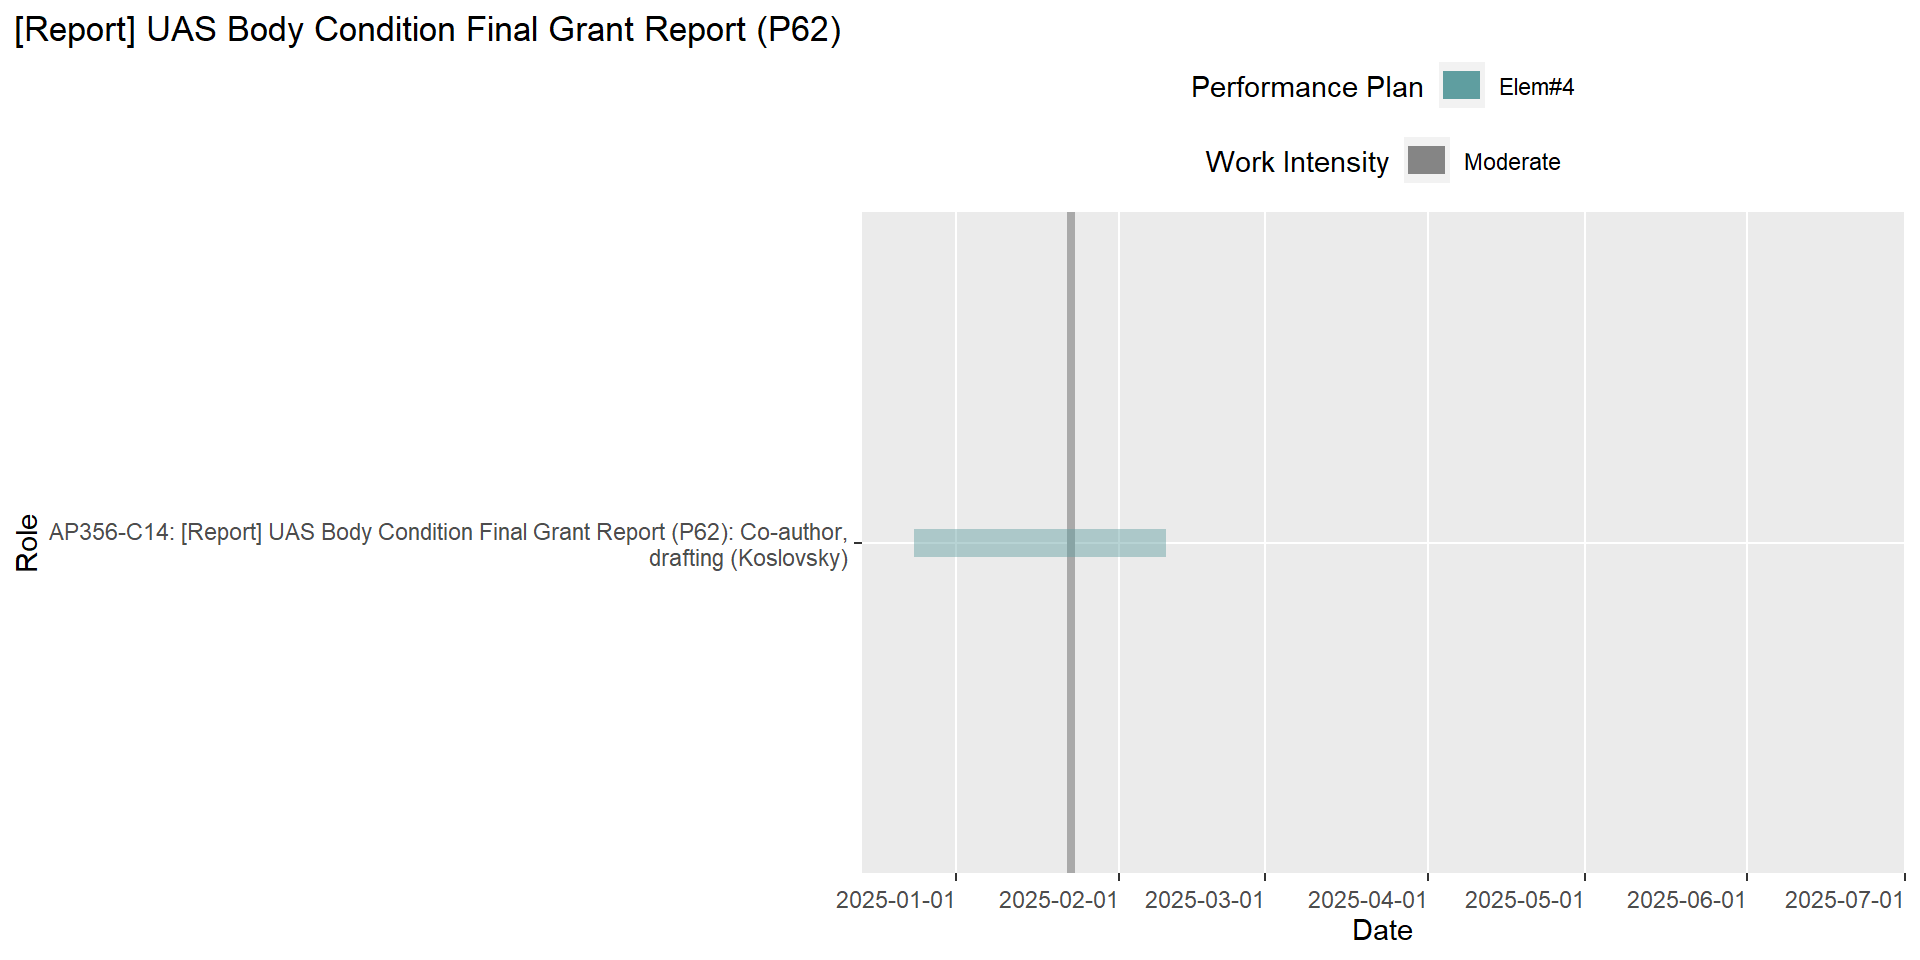 [Report] UAS Body Condition Final Grant Report (P62)
Performance Plan
Elem#4
Work Intensity
Moderate
Role
AP356-C14: [Report] UAS Body Condition Final Grant Report (P62): Co-author,
drafting (Koslovsky)
2025-01-01
2025-02-01
2025-03-01
2025-04-01
2025-05-01
2025-06-01
2025-07-01
Date